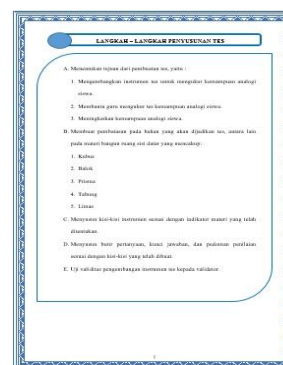 LANGKAH – LANGKAH PENYUSUNAN TES
A. Menentukan tujuan dari pembuatan tes, yaitu :
1. Mengembangkan instrumen tes untuk mengukur kemampuan analogi
siswa.
2. Membantu guru mengukur tes kemampuan analogi siswa.
3. Meningkatkan kemampuan analogi siswa.
B. Membuat pembatasan pada bahan yang akan dijadikan tes, antara lain
pada materi bangun ruang sisi datar yang mencakup:
1. Kubus
2. Balok
3. Prisma
4. Tabung
5. Limas
C. Menyusun kisi-kisi instrumen sesuai dengan indikator materi yang telah
ditentukan.
D. Menyusun butir pertanyaan, kunci jawaban, dan pedoman penilaian
sesuai dengan kisi-kisi yang telah dibuat.
E. Uji validitas pengembangan instrumen tes kepada validator